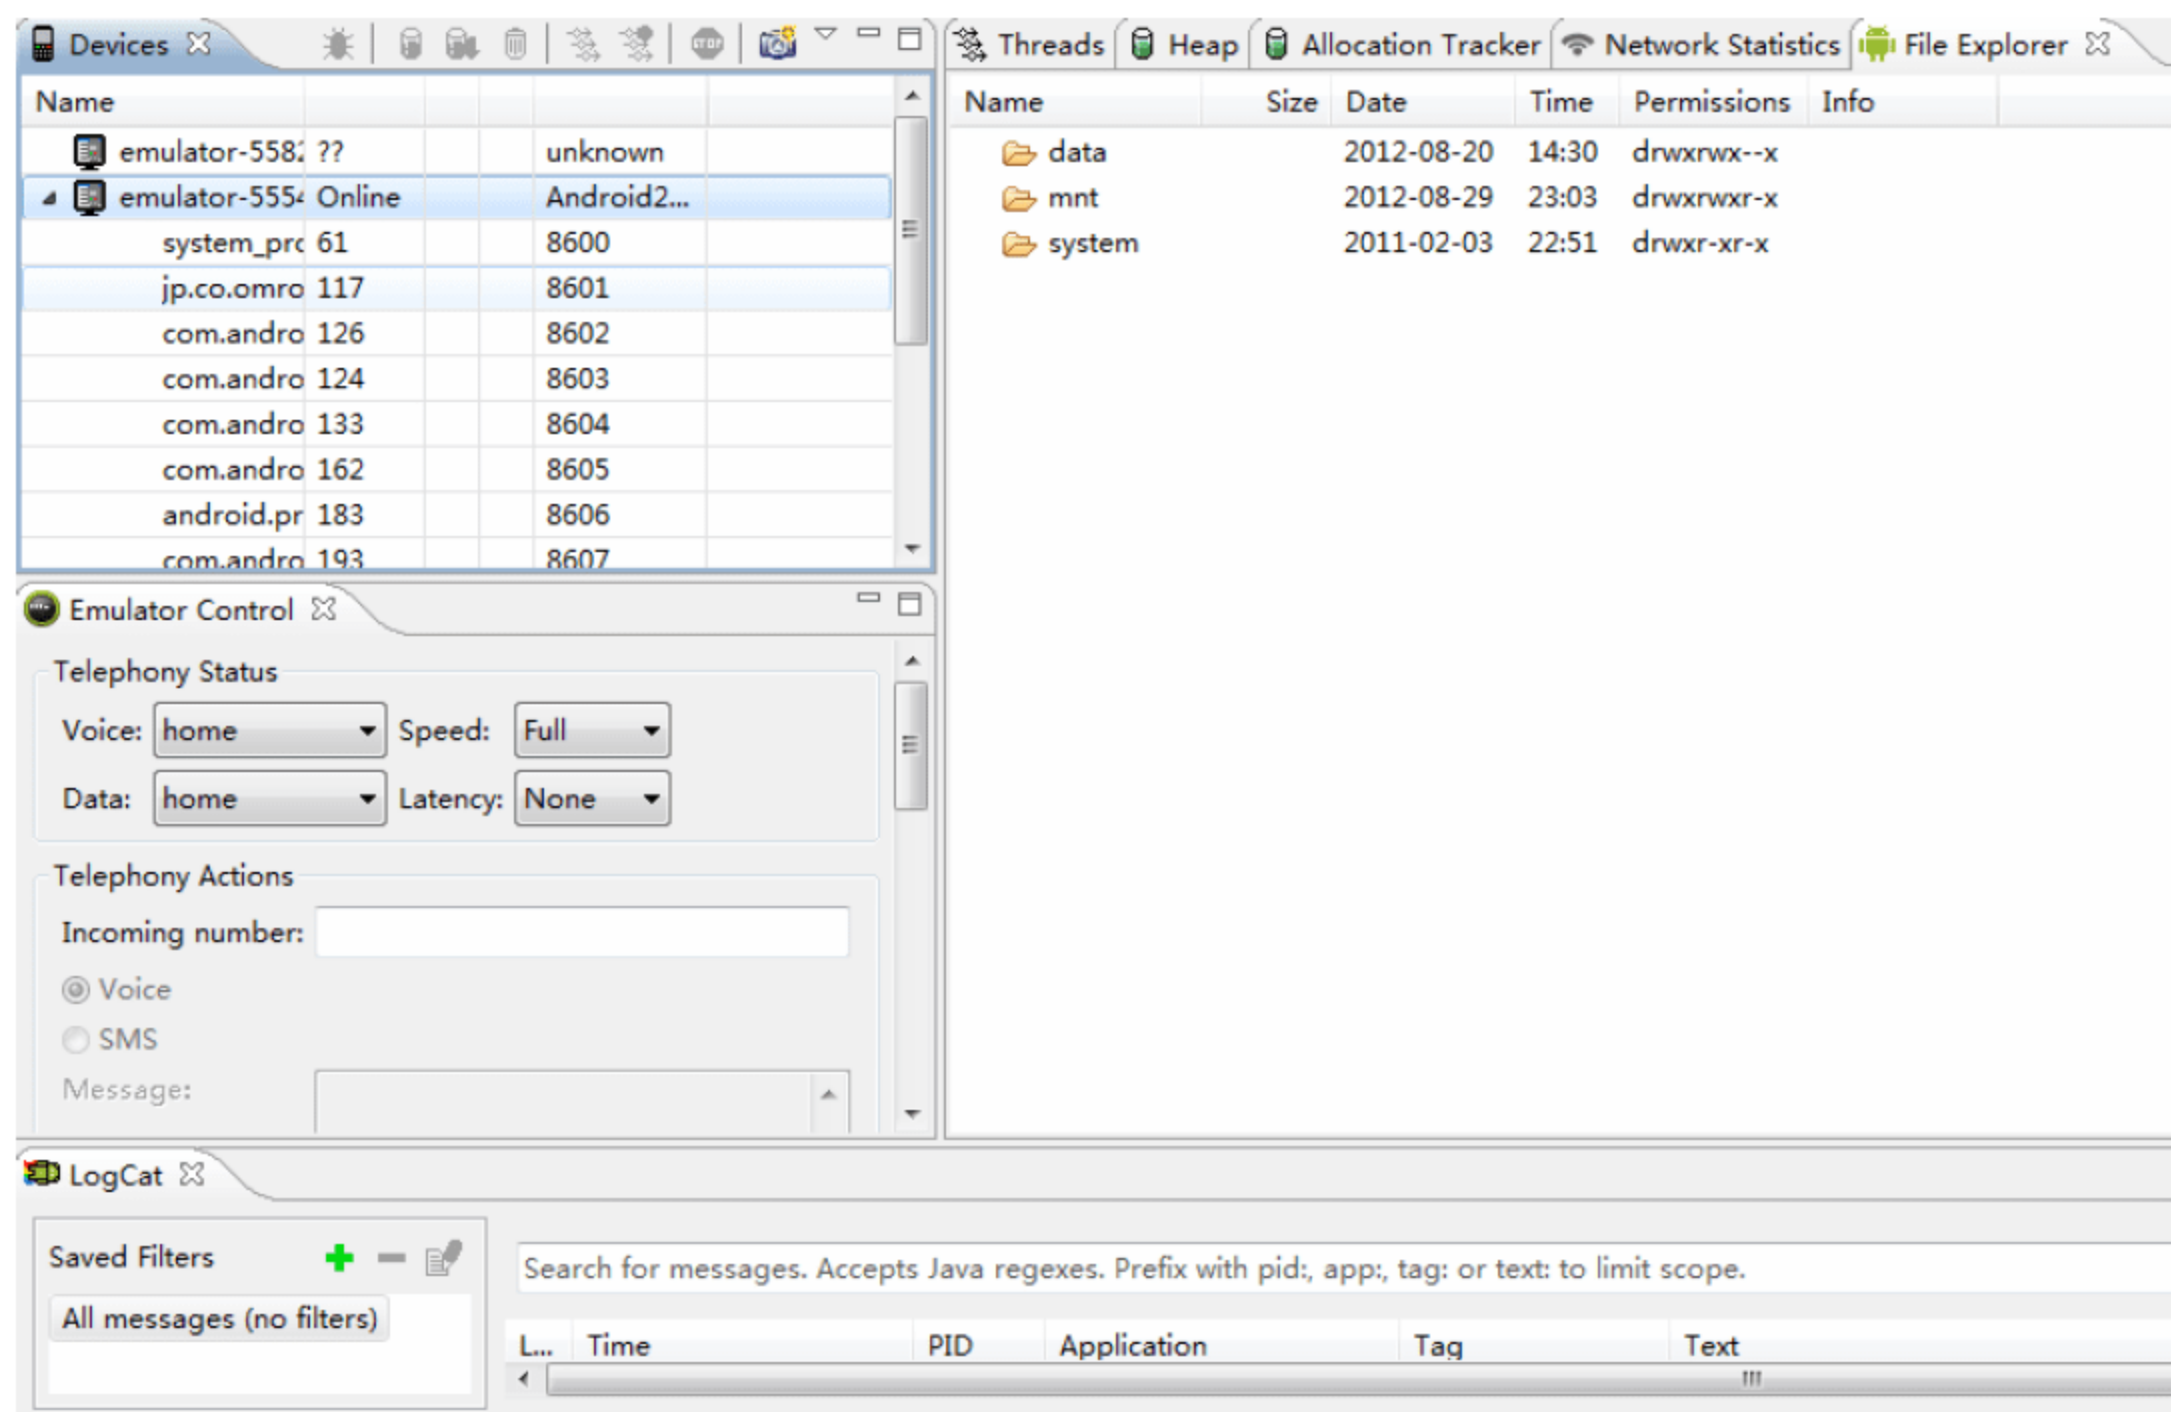 Devices
Name
emulator-5582 ?? unknown
emulator-5554 Online Android2...
system_prc 61 8600
jp.co.omro 117 8601
com.andro 126 8602
com.andro 124 8603
com.andro 133 8604
com.andro 162 8605
android.pr 183 8606
com.andro 193 8607
Threads Heap Allocation Tracker Network Statistics File Explorer
Name Size Date Time Permissions Info
data 2012-08-20 14:30 drwxrwx--x
mnt 2012-08-29 23:03 drwxrwxr-x
system 2011-02-03 22:51 drwxr-xr-x
Emulator Control
Telephony Status
Voice: home Speed: Full
Data: home Latency: None
Telephony Actions
Incoming number:
Voice
SMS
Message:
LogCat
Saved Filters
All messages (no filters)
Search for messages. Accepts Java regexes. Prefix with pid:, app:, tag: or text: to limit scope.
L... Time PID Application Tag Text